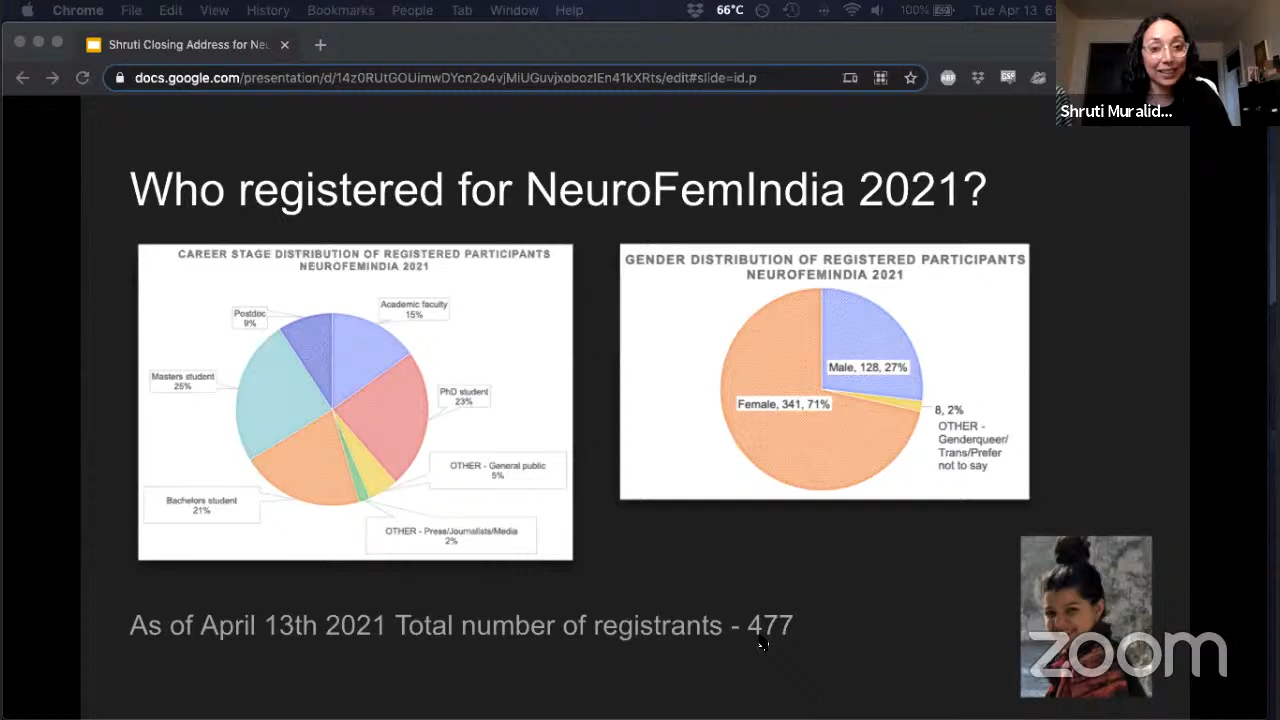 Chrome File Edit View History Bookmarks People Tab Window Help 66°C 100% Tue Apr 13
Shruti Closing Address for Neu
docs.google.com/presentation/d/14z0RUtGOUimwDYcn2o4vjMiUGuvjxobozIEn41kXRts/edit#slide=id.p
Shruti Muralid...
Who registered for NeuroFemIndia 2021?
CAREER STAGE DISTRIBUTION OF REGISTERED PARTICIPANTS
NEUROFEMINDIA 2021
Academic faculty
15%
PhD student
23%
OTHER - General public
5%
OTHER - Press/Journalists/Media
2%
Bachelors student
21%
Masters student
25%
Postdoc
9%
GENDER DISTRIBUTION OF REGISTERED PARTICIPANTS
NEUROFEMINDIA 2021
Male, 128, 27%
Female, 341, 71%
8, 2%
OTHER -
Genderqueer/
Trans/Prefer
not to say
As of April 13th 2021 Total number of registrants - 477
zoom